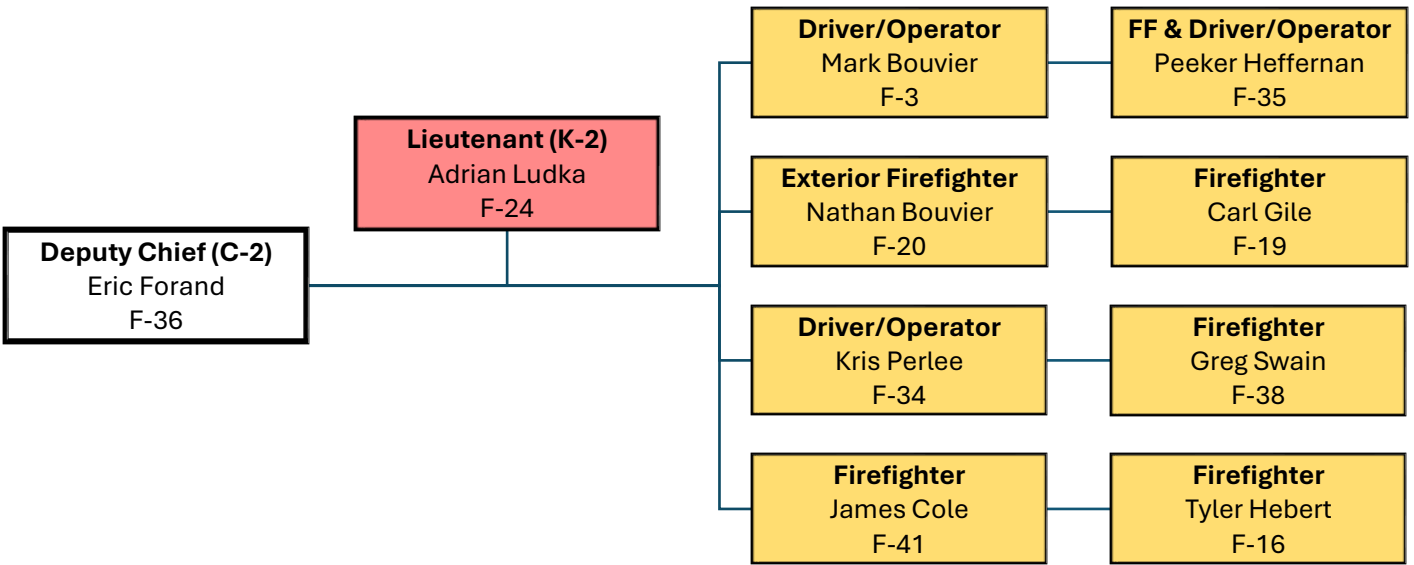 Deputy Chief (C-2)
Eric Forand
F-36
Lieutenant (K-2)
Adrian Ludka
F-24
Driver/Operator
Mark Bouvier
F-3
FF & Driver/Operator
Peeker Heffernan
F-35
Exterior Firefighter
Nathan Bouvier
F-20
Firefighter
Carl Gile
F-19
Driver/Operator
Kris Perlee
F-34
Firefighter
Greg Swain
F-38
Firefighter
James Cole
F-41
Firefighter
Tyler Hebert
F-16